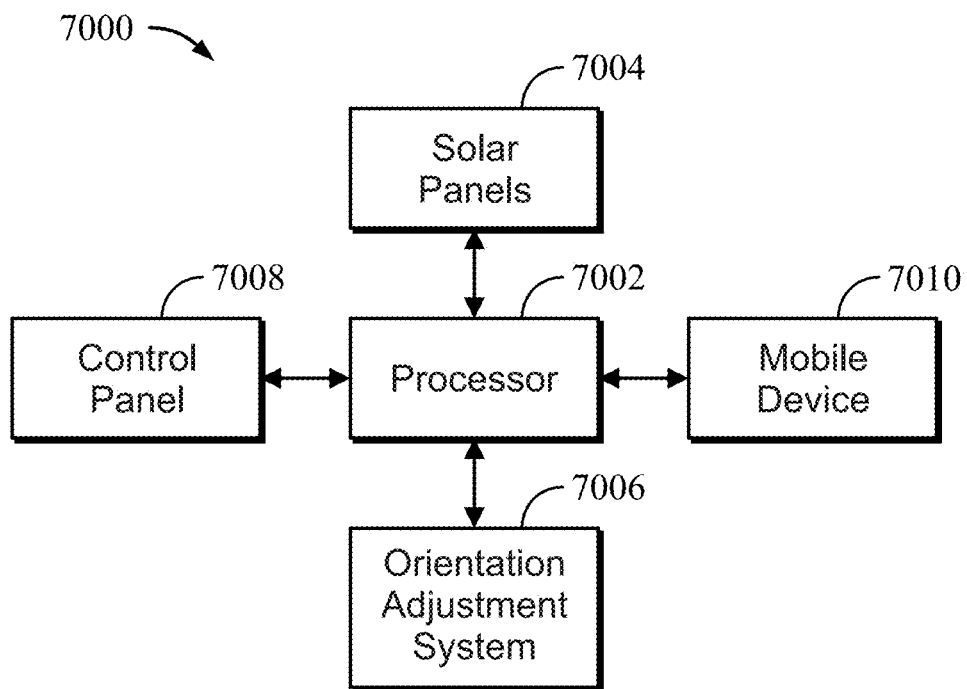 7000
7004
Solar
Panels
7008
7002
7010
Control
Panel
Processor
Mobile
Device
7006
Orientation
Adjustment
System